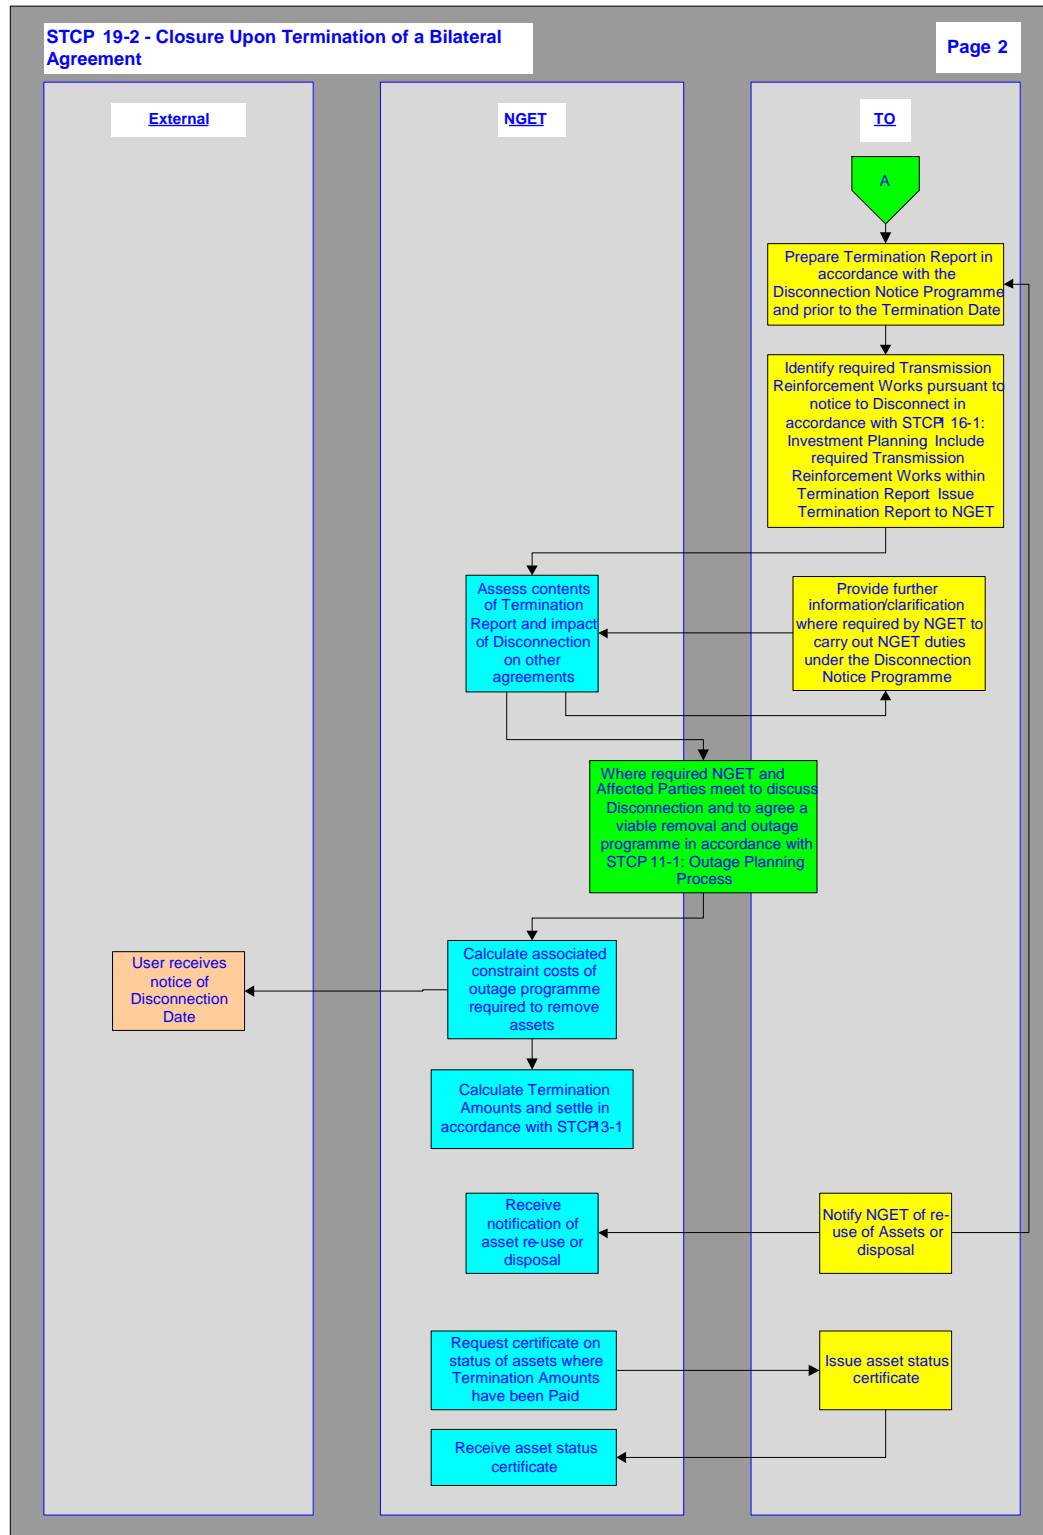 STCP 19-2 - Closure Upon Termination of a Bilateral
Agreement
Page 2
External
NGET
TO
A
Prepare Termination Report in
accordance with the
Disconnection Notice Programme
and prior to the Termination Date
Identify required Transmission
Reinforcement Works pursuant to
notice to Disconnect in
accordance with STCPI 16-1:
Investment Planning Include
required Transmission
Reinforcement Works within
Termination Report Issue
Termination Report to NGET
Assess contents
of Termination
Report and impact
of Disconnection
on other
agreements
Provide further
information/clarification
where required by NGET to
carry out NGET duties
under the Disconnection
Notice Programme
Where required NGET and
Affected Parties meet to discuss
Disconnection and to agree a
viable removal and outage
programme in accordance with
STCP 11-1: Outage Planning
Process
Calculate associated
constraint costs of
outage programme
required to remove
assets
User receives
notice of
Disconnection
Date
Calculate Termination
Amounts and settle in
accordance with STCP13-1
Receive
notification of
asset re-use or
disposal
Notify NGET of re-
use of Assets or
disposal
Request certificate on
status of assets where
Termination Amounts
have been Paid
Issue asset status
certificate
Receive asset status
certificate